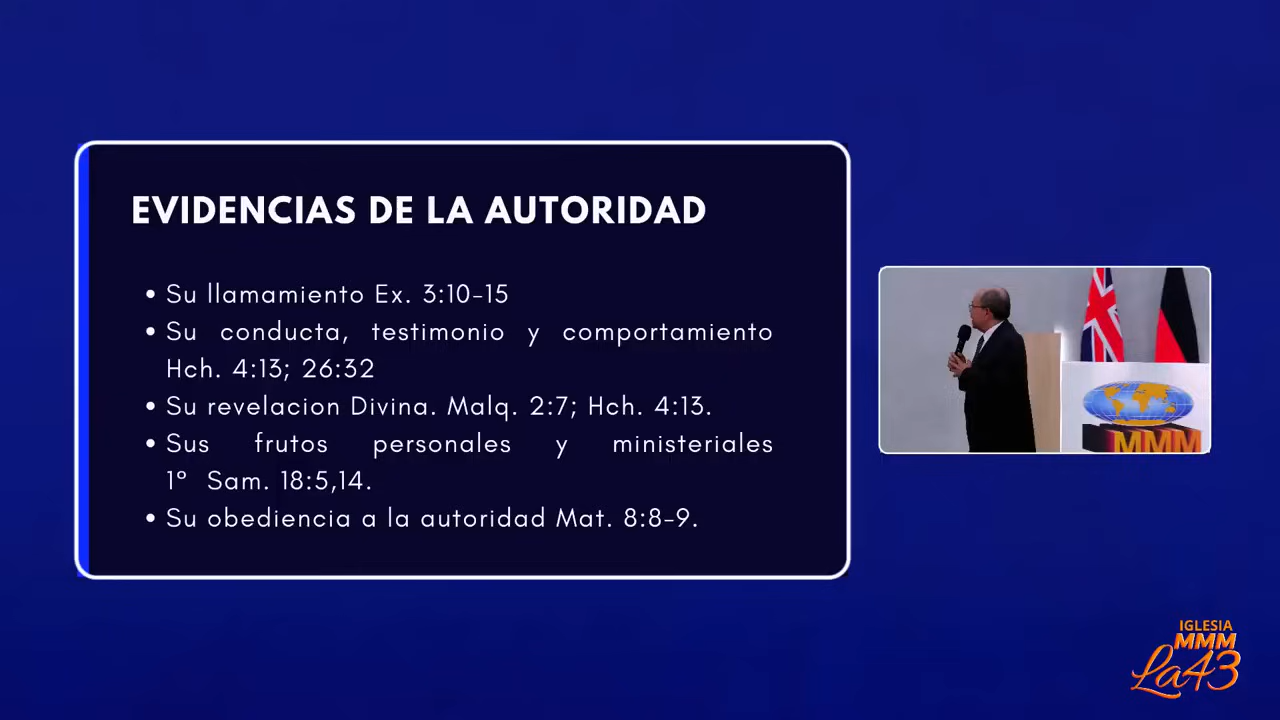 EVIDENCIAS DE LA AUTORIDAD
• Su llamamiento Ex. 3:10-15
• Su conducta, testimonio y comportamiento
Hch. 4:13; 26:32
• Su revelacion Divina. Malq. 2:7; Hch. 4:13.
• Sus frutos personales y ministeriales
1° Sam. 18:5,14.
• Su obediencia a la autoridad Mat. 8:8-9.
MMM
IGLESIA
MMM
La43